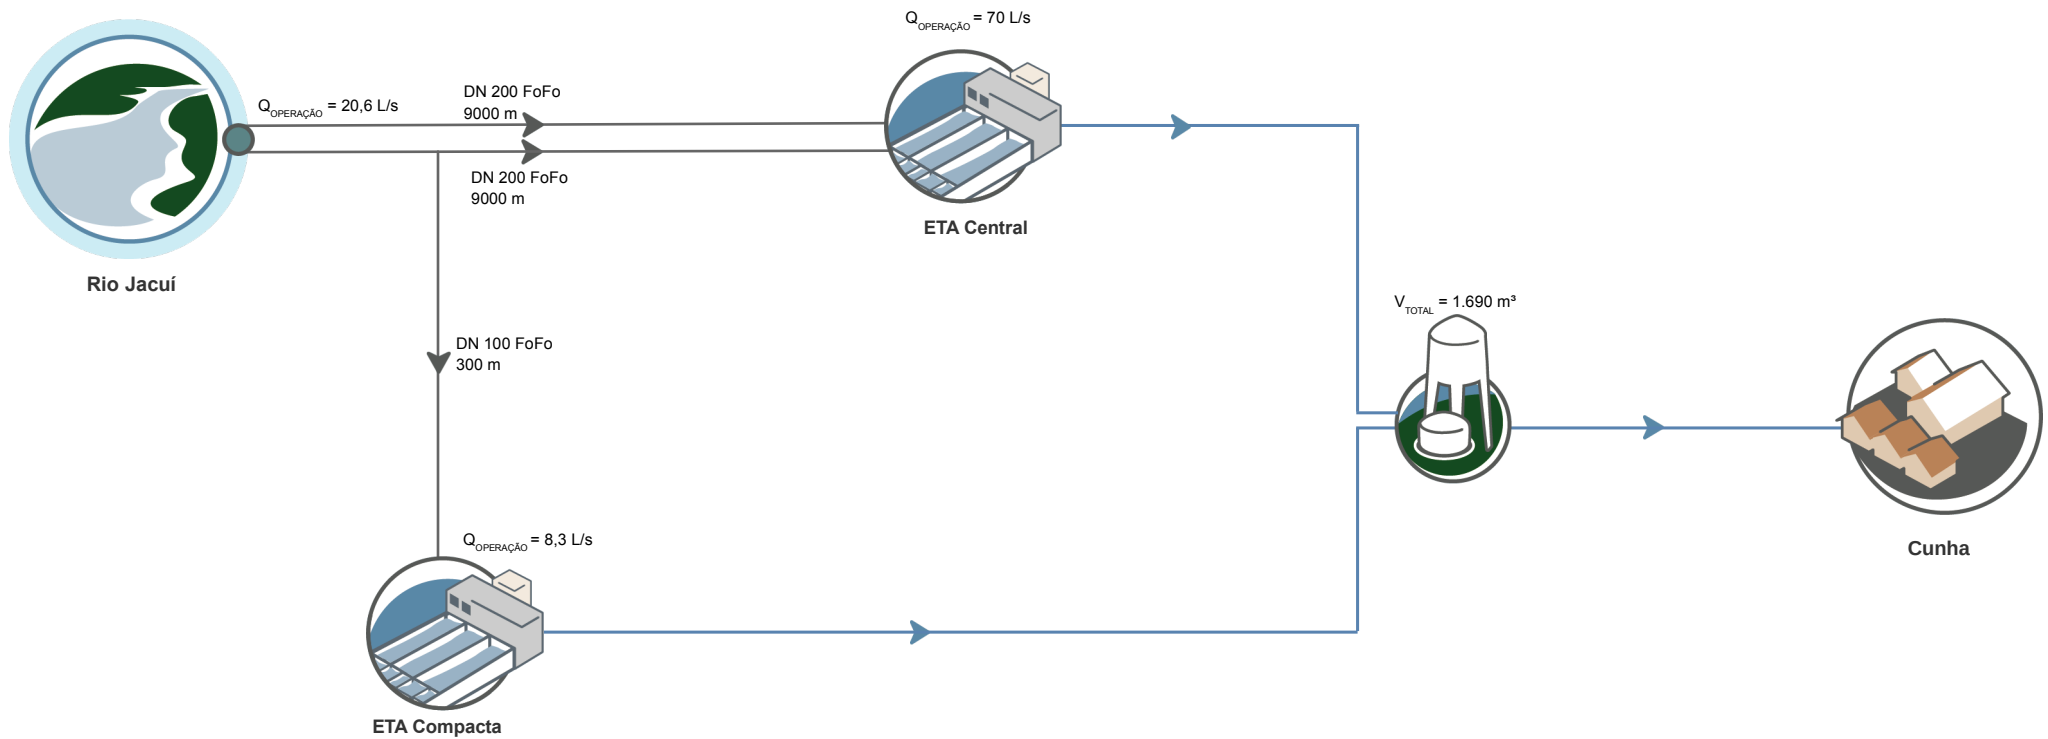 Q OPERAÇÃO = 70 L/s
DN 200 FoFo
9000 m
Q OPERAÇÃO = 20,6 L/s
DN 200 FoFo
9000 m
ETA Central
Rio Jacuí
V TOTAL = 1.690 m³
DN 100 FoFo
300 m
Q OPERAÇÃO = 8,3 L/s
Cunha
ETA Compacta